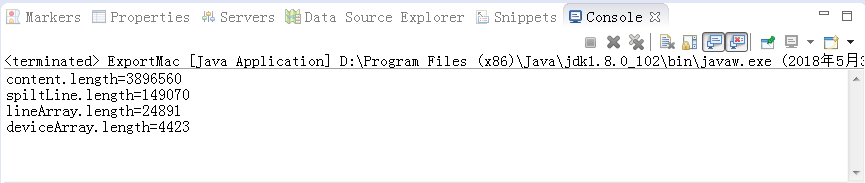 Markers Properties Servers Data Source Explorer Snippets Console
<terminated> ExportMac [Java Application] D:\Program Files (x86)\Java\jdk1.8.0_102\bin\javaw.exe (2018年5月3
content.length=3896560
spiltLine.length=149070
lineArray.length=24891
deviceArray.length=4423